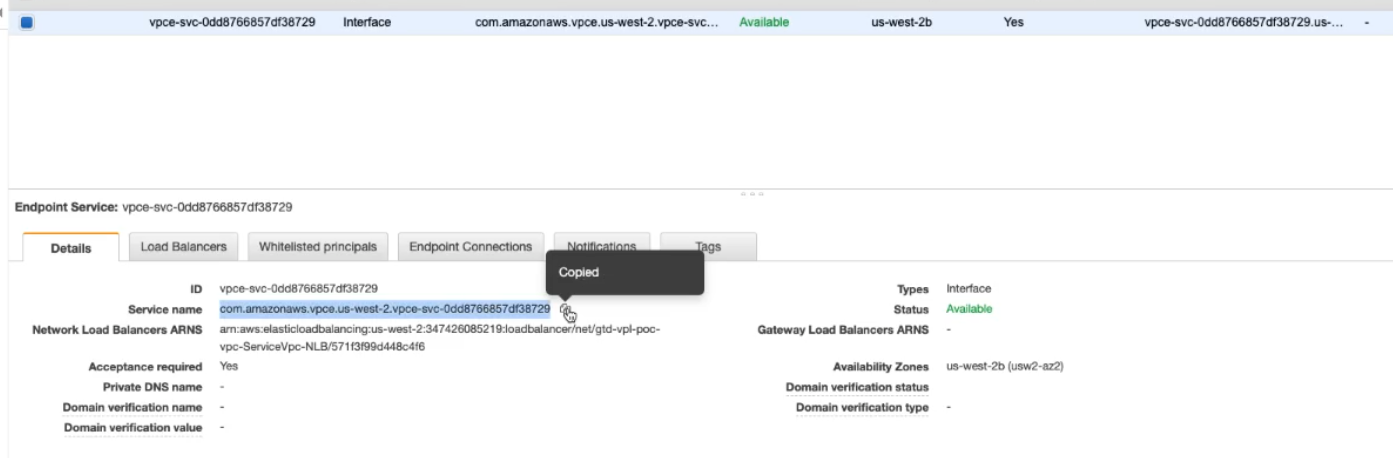 vpce-svc-0dd8766857df38729 Interface com.amazonaws.vpce.us-west-2.vpce-svc... Available us-west-2b Yes vpce-svc-0dd8766857df38729.us-... -
Endpoint Service: vpce-svc-0dd8766857df38729
Details Load Balancers Whitelisted principals Endpoint Connections Notifications Tags
Copied
ID vpce-svc-0dd8766857df38729 Types Interface
Service name com.amazonaws.vpce.us-west-2.vpce-svc-0dd8766857df38729 Status Available
Network Load Balancers ARNS arn:aws:elasticloadbalancing:us-west-2:347426085219:loadbalancer/net/gtd-vpl-poc- Gateway Load Balancers ARNS -
vpc-ServiceVpc-NLB/571f3f99d448c4f6
Acceptance required Yes Availability Zones us-west-2b (usw2-az2)
Private DNS name - Domain verification status
Domain verification name - Domain verification type -
Domain verification value -